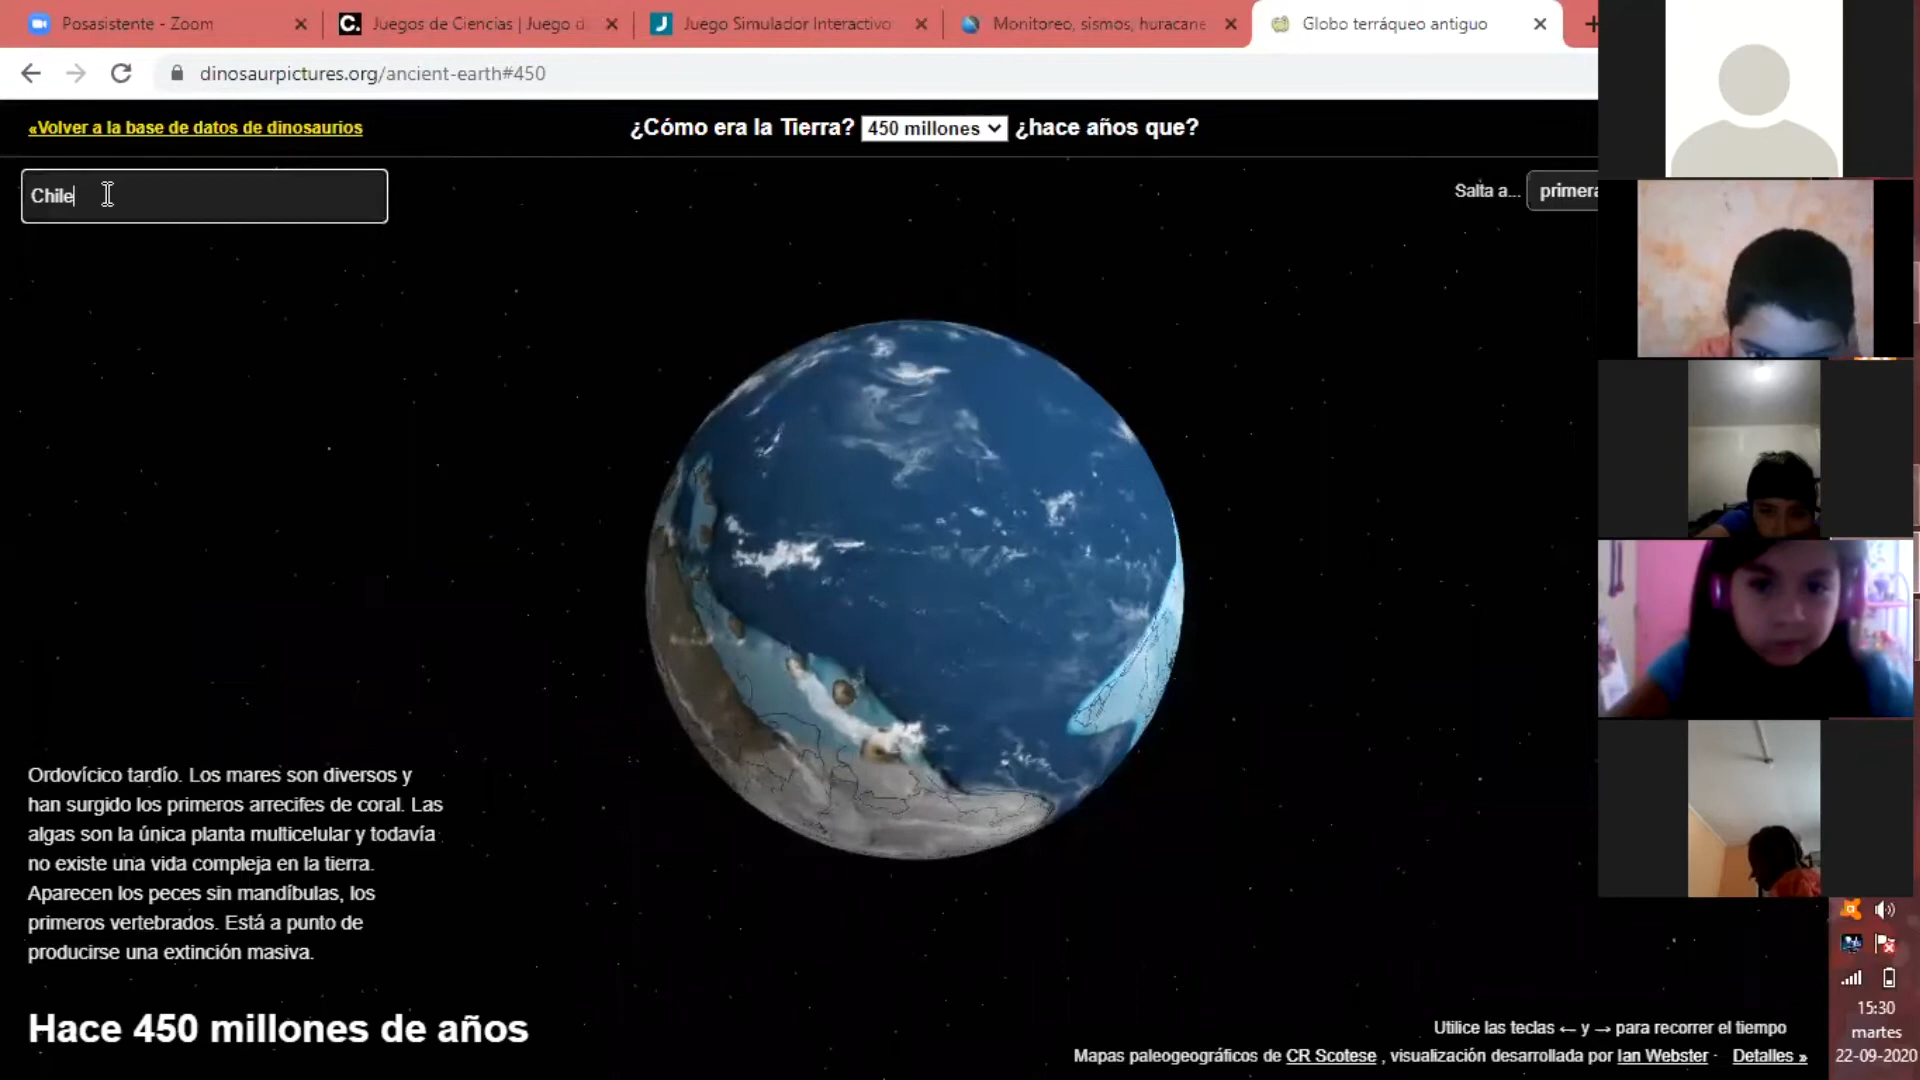 Posasistente - Zoom
Juegos de Ciencias | Juego d
Juego Simulador Interactivo
Monitoreo, sismos, huracane
Globo terráqueo antiguo
dinosaurpictures.org/ancient-earth#450
«Volver a la base de datos de dinosaurios
¿Cómo era la Tierra? 450 millones ¿hace años que?
Chile
Salta a... primera
Ordovícico tardío. Los mares son diversos y
han surgido los primeros arrecifes de coral. Las
algas son la única planta multicelular y todavía
no existe una vida compleja en la tierra.
Aparecen los peces sin mandíbulas, los
primeros vertebrados. Está a punto de
producirse una extinción masiva.
Hace 450 millones de años
Utilice las teclas ← y → para recorrer el tiempo
Mapas paleogeográficos de CR Scotese , visualización desarrollada por Ian Webster · Detalles »
15:30
martes
22-09-2020